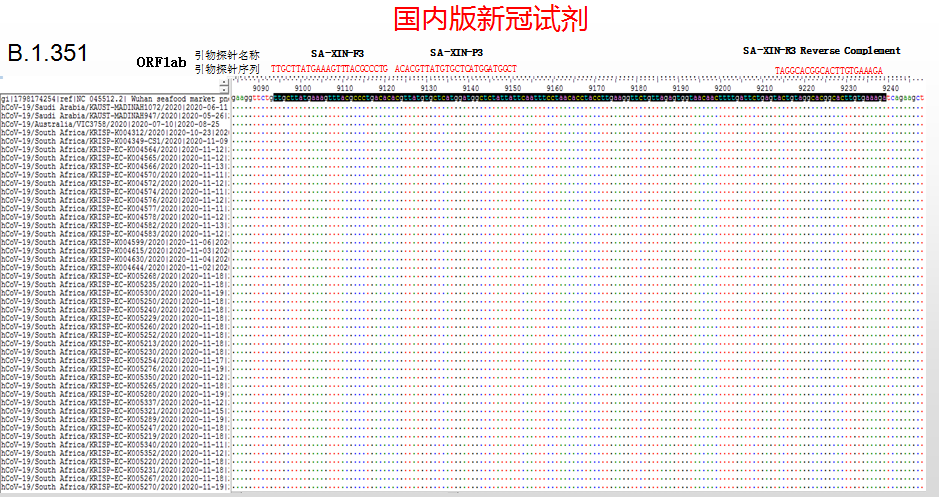 国内版新冠试剂
B.1.351
ORF1ab
引物探针名称 SA-XIN-F3 SA-XIN-P3 SA-XIN-R3 Reverse Complement
引物探针序列 TTGCTTATGAAAGTTTACGCCCTG ACACGTTATGTGCTCATGGATGGCT TAGGCACGGCACTTGTGAAAGA
9090 9100 9110 9120 9130 9140 9150 9160 9170 9180 9190 9200 9210 9220 9230 9240
gi|1798174254|ref|NC 045512.2| Wuhan seafood market pn
hCoV-19/Saudi Arabia/KAUST-MADINAH1072/2020|2020-06-11
hCoV-19/Saudi Arabia/KAUST-MADINAH947/2020|2020-05-26|
hCoV-19/Australia/VIC3758/2020|2020-07-10|2020-08-25
hCoV-19/South Africa/KRISP-K004312/2020|2020-10-23|202
hCoV-19/South Africa/KRISP-K004349-CS1/2020|2020-11-09
hCoV-19/South Africa/KRISP-EC-K004564/2020|2020-11-12|
hCoV-19/South Africa/KRISP-EC-K004565/2020|2020-11-12|
hCoV-19/South Africa/KRISP-EC-K004566/2020|2020-11-13|
hCoV-19/South Africa/KRISP-EC-K004570/2020|2020-11-11|
hCoV-19/South Africa/KRISP-EC-K004572/2020|2020-11-12|
hCoV-19/South Africa/KRISP-EC-K004574/2020|2020-11-11|
hCoV-19/South Africa/KRISP-EC-K004576/2020|2020-11-12|
hCoV-19/South Africa/KRISP-EC-K004577/2020|2020-11-11|
hCoV-19/South Africa/KRISP-EC-K004578/2020|2020-11-12|
hCoV-19/South Africa/KRISP-EC-K004582/2020|2020-11-13|
hCoV-19/South Africa/KRISP-EC-K004583/2020|2020-11-12|
hCoV-19/South Africa/KRISP-K004599/2020|2020-11-06|202
hCoV-19/South Africa/KRISP-K004615/2020|2020-11-03|202
hCoV-19/South Africa/KRISP-K004630/2020|2020-11-04|202
hCoV-19/South Africa/KRISP-K004644/2020|2020-11-02|202
hCoV-19/South Africa/KRISP-EC-K005268/2020|2020-11-18|
hCoV-19/South Africa/KRISP-EC-K005235/2020|2020-11-18|
hCoV-19/South Africa/KRISP-EC-K005300/2020|2020-11-19|
hCoV-19/South Africa/KRISP-EC-K005250/2020|2020-11-18|
hCoV-19/South Africa/KRISP-EC-K005240/2020|2020-11-18|
hCoV-19/South Africa/KRISP-EC-K005229/2020|2020-11-18|
hCoV-19/South Africa/KRISP-EC-K005260/2020|2020-11-18|
hCoV-19/South Africa/KRISP-EC-K005252/2020|2020-11-18|
hCoV-19/South Africa/KRISP-EC-K005213/2020|2020-11-18|
hCoV-19/South Africa/KRISP-EC-K005230/2020|2020-11-18|
hCoV-19/South Africa/KRISP-EC-K005254/2020|2020-11-17|
hCoV-19/South Africa/KRISP-EC-K005276/2020|2020-11-19|
hCoV-19/South Africa/KRISP-EC-K005350/2020|2020-11-12|
hCoV-19/South Africa/KRISP-EC-K005265/2020|2020-11-18|
hCoV-19/South Africa/KRISP-EC-K005280/2020|2020-11-19|
hCoV-19/South Africa/KRISP-EC-K005337/2020|2020-11-12|
hCoV-19/South Africa/KRISP-EC-K005321/2020|2020-11-15|
hCoV-19/South Africa/KRISP-EC-K005289/2020|2020-11-19|
hCoV-19/South Africa/KRISP-EC-K005247/2020|2020-11-18|
hCoV-19/South Africa/KRISP-EC-K005219/2020|2020-11-18|
hCoV-19/South Africa/KRISP-EC-K005340/2020|2020-11-11|
hCoV-19/South Africa/KRISP-EC-K005352/2020|2020-11-12|
hCoV-19/South Africa/KRISP-EC-K005220/2020|2020-11-18|
hCoV-19/South Africa/KRISP-EC-K005231/2020|2020-11-18|
hCoV-19/South Africa/KRISP-EC-K005267/2020|2020-11-18|
hCoV-19/South Africa/KRISP-EC-K005270/2020|2020-11-19|